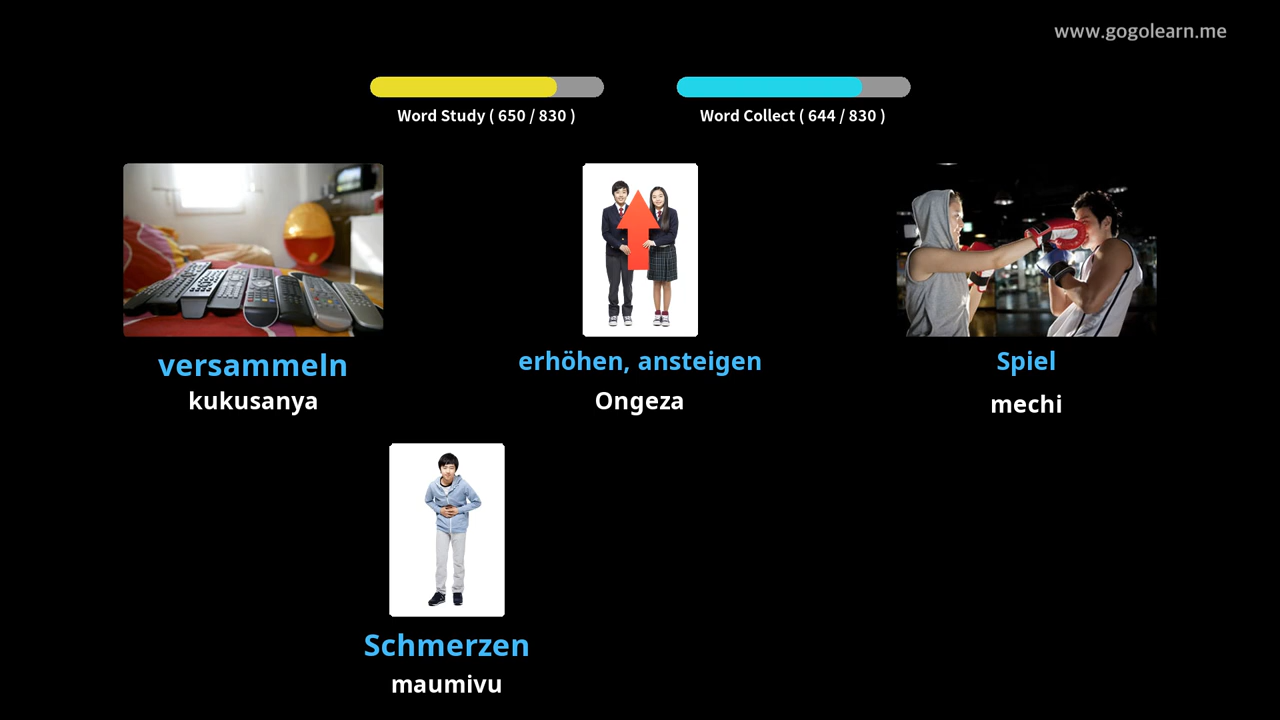 www.gogolearn.me
Word Study ( 650 / 830 )
Word Collect ( 644 / 830 )
versammeln
kukusanya
erhöhen, ansteigen
Ongeza
Spiel
mechi
Schmerzen
maumivu